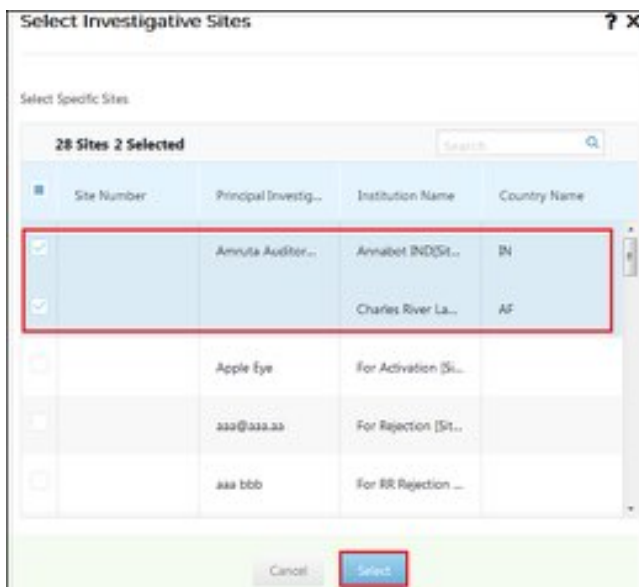 Select Investigative Sites ? X
Select Specific Sites
28 Sites 2 Selected Search
Site Number Principal Investig... Institution Name Country Name
Amruta Auditor... Annabot IND(Sit... IN
Charles River La... AF
Apple Eye For Activation [Si...
aaa@aaa.aa For Rejection [Sit...
aaa bbb For RR Rejection ...
Cancel Select